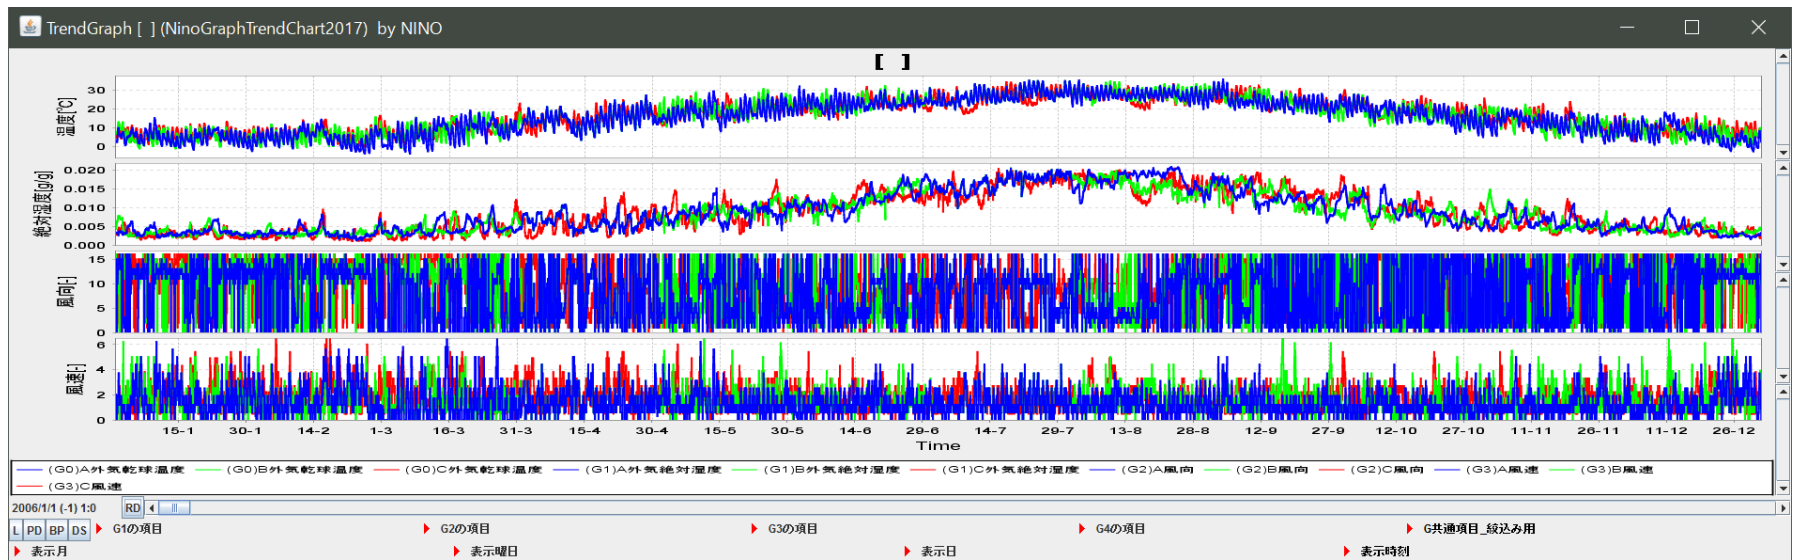 TrendGraph [ ] (NinoGraphTrendChart2017) by NINO
[ ]
温度[℃]
30
20
10
0
絶対湿度[g/g]
0.020
0.015
0.010
0.005
0.000
風向[-]
15
10
5
0
風速[-]
6
4
2
0
15-1 30-1 14-2 1-3 16-3 31-3 15-4 30-4 15-5 30-5 14-6 29-6 14-7 29-7 13-8 28-8 12-9 27-9 12-10 27-10 11-11 26-11 11-12 26-12
Time
(G0)A外気乾球温度 (G0)B外気乾球温度 (G0)C外気乾球温度 (G1)A外気絶対湿度 (G1)B外気絶対湿度 (G1)C外気絶対湿度 (G2)A風向 (G2)B風向 (G2)C風向 (G3)A風速 (G3)B風速
(G3)C風速
2006/1/1 (-1) 1:0 RD
L PD BP DS G1の項目 G2の項目 G3の項目 G4の項目 G共通項目_絞込み用
表示月 表示曜日 表示日 表示時刻